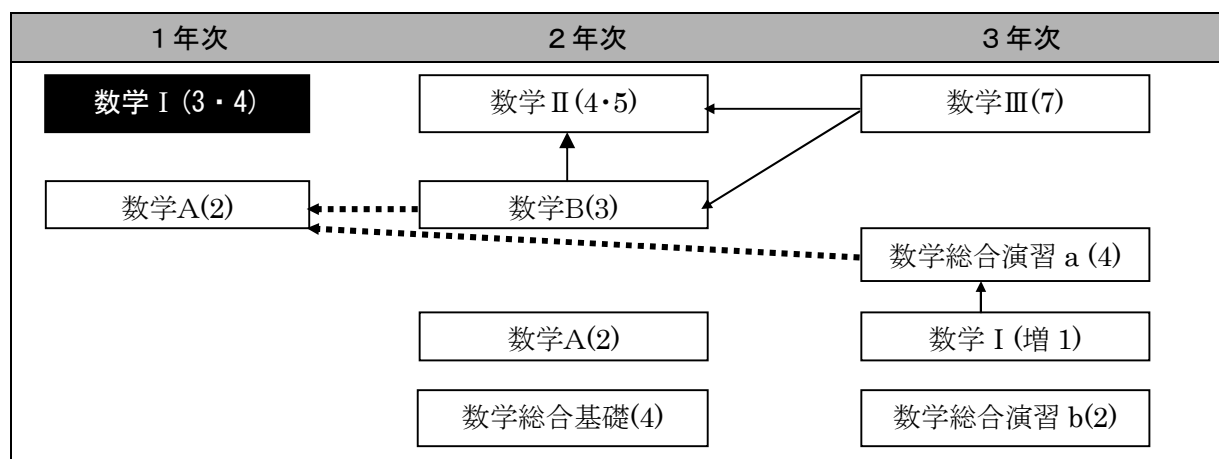 1年次 2年次 3年次
数学Ⅰ(3・4) 数学Ⅱ(4・5) 数学Ⅲ(7)
数学A(2) 数学B(3)
数学総合演習 a (4)
数学A(2) 数学Ⅰ(増 1)
数学総合基礎(4) 数学総合演習 b(2)